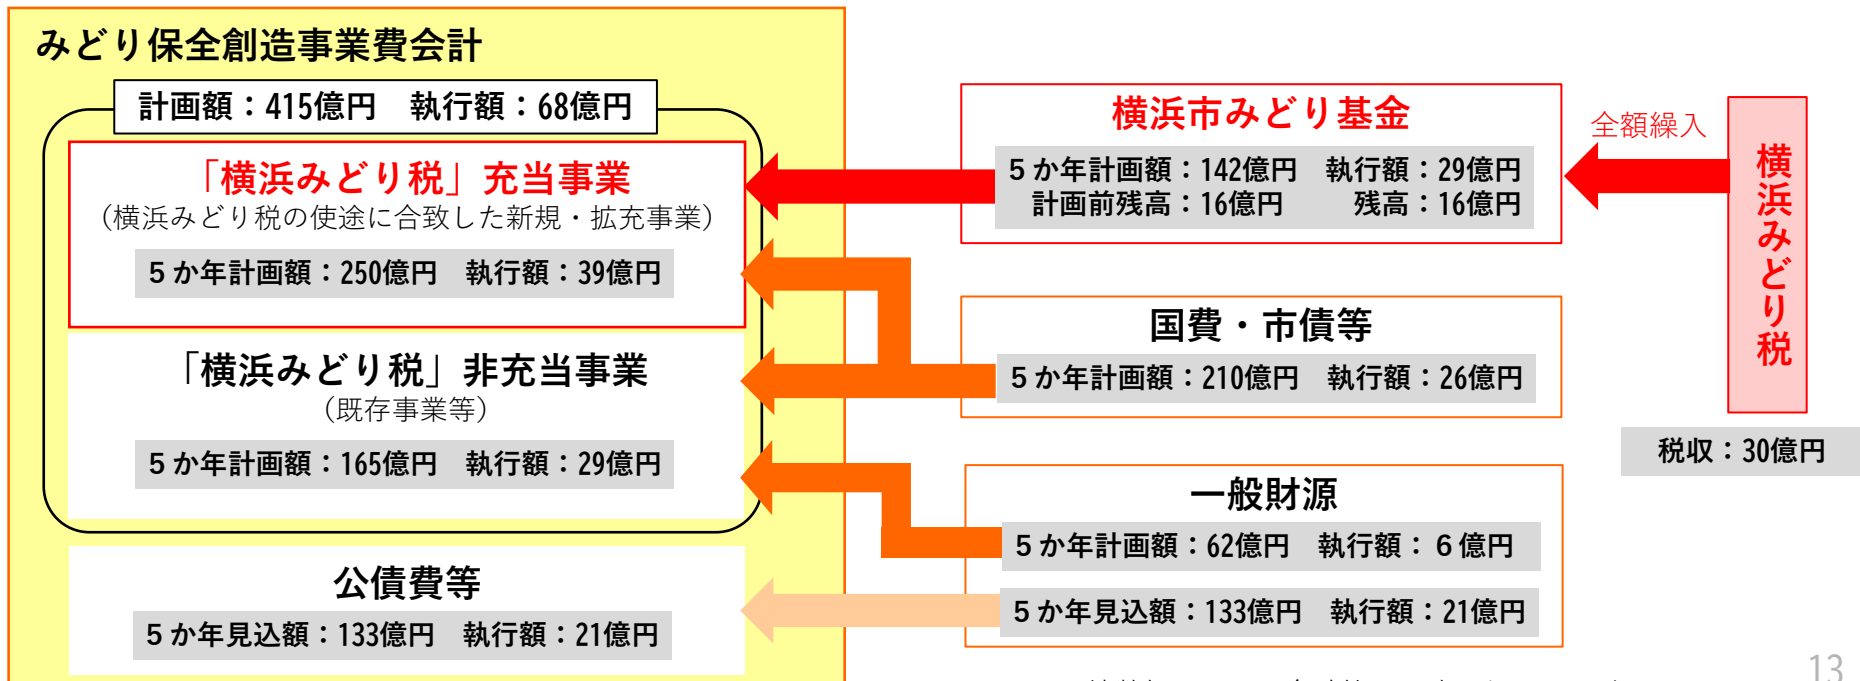 みどり保全創造事業費会計
計画額：415億円　執行額：68億円
「横浜みどり税」充当事業
（横浜みどり税の使途に合致した新規・拡充事業）
５か年計画額：250億円　執行額：39億円
「横浜みどり税」非充当事業
（既存事業等）
５か年計画額：165億円　執行額：29億円
公債費等
５か年見込額：133億円　執行額：21億円
横浜市みどり基金
５か年計画額：142億円　執行額：29億円
計画前残高：16億円　残高：16億円
国費・市債等
５か年計画額：210億円　執行額：26億円
一般財源
５か年計画額：62億円　執行額：６億円
５か年見込額：133億円　執行額：21億円
全額繰入
横浜みどり税
税収：30億円
13